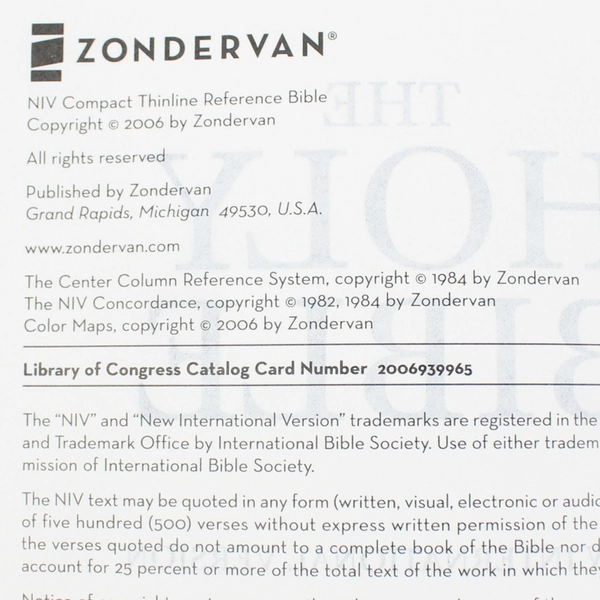 ZONDERVAN®
NIV Compact Thinline Reference Bible
Copyright © 2006 by Zondervan
All rights reserved
Published by Zondervan
Grand Rapids, Michigan 49530, U.S.A.
www.zondervan.com
The Center Column Reference System, copyright © 1984 by Zondervan
The NIV Concordance, copyright © 1982, 1984 by Zondervan
Color Maps, copyright © 2006 by Zondervan
Library of Congress Catalog Card Number 2006939965
The “NIV” and “New International Version” trademarks are registered in the
and Trademark Office by International Bible Society. Use of either tradem
mission of International Bible Society.
The NIV text may be quoted in any form (written, visual, electronic or audio
of five hundred (500) verses without express written permission of the
the verses quoted do not amount to a complete book of the Bible nor d
account for 25 percent or more of the total text of the work in which they
THE
HOLY
BIBLE